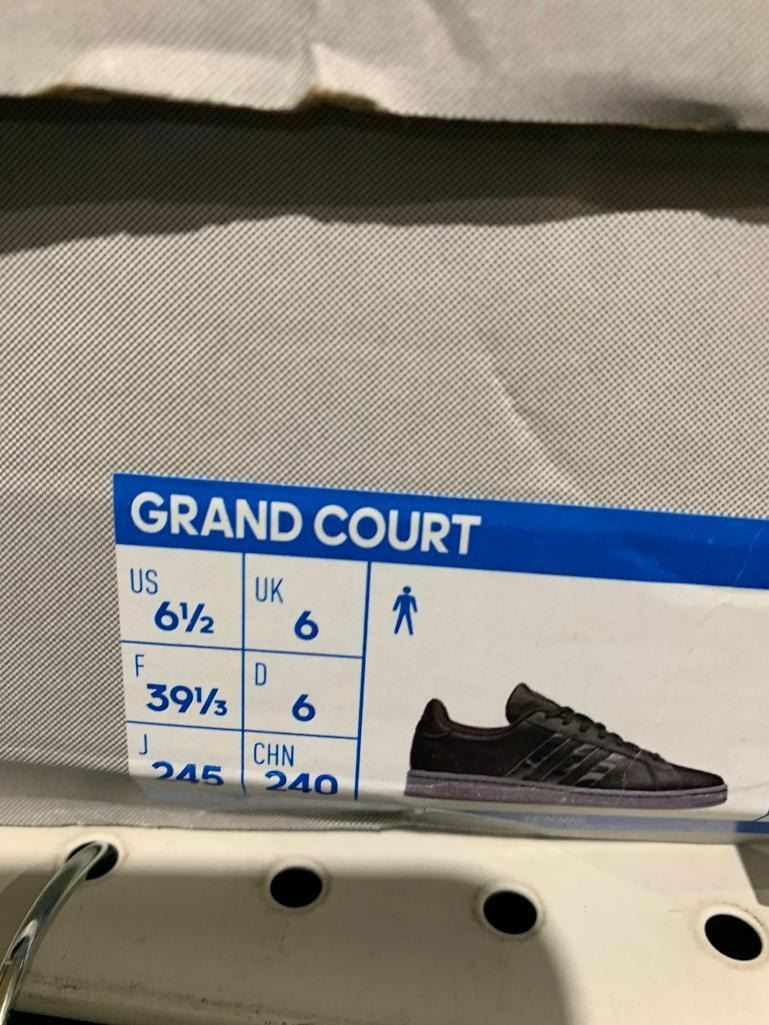 GRAND COURT
US 6½ UK 6
F 39⅓ D 6
J 245 CHN 240